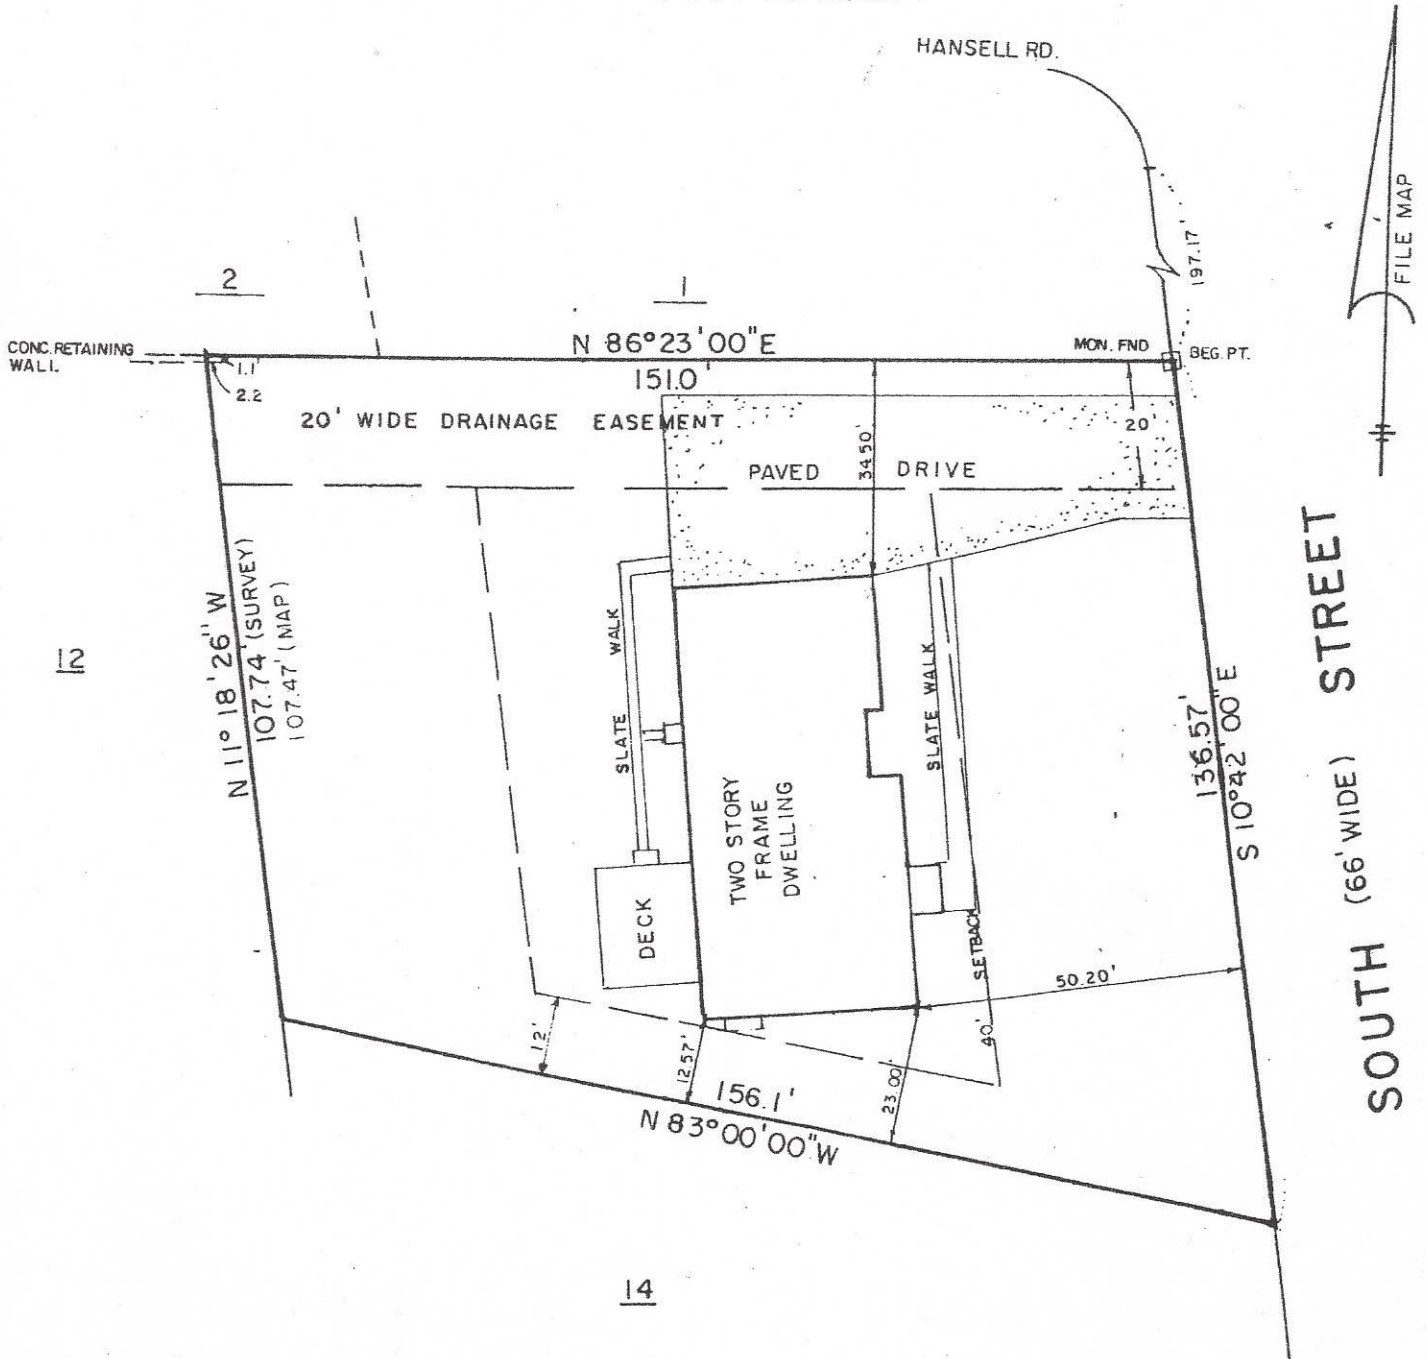 HANSELL RD.
197.17'
FILE MAP
2
1
CONC. RETAINING
WALL
N 86°23'00"E
151.0'
MON. FND
BEG. PT.
1.1'
2.2
20' WIDE DRAINAGE EASEMENT
20'
34.50'
PAVED DRIVE
N 11° 18' 26" W
107.74' (SURVEY)
107.47' (MAP)
12
SLATE WALK
SLATE WALK
TWO STORY
FRAME
DWELLING
DECK
SETBACK
40'
50.20'
136.57'
S 10°42'00"E
SOUTH (66' WIDE) STREET
12'
12.57'
23.00'
156.1'
N 83°00'00"W
14